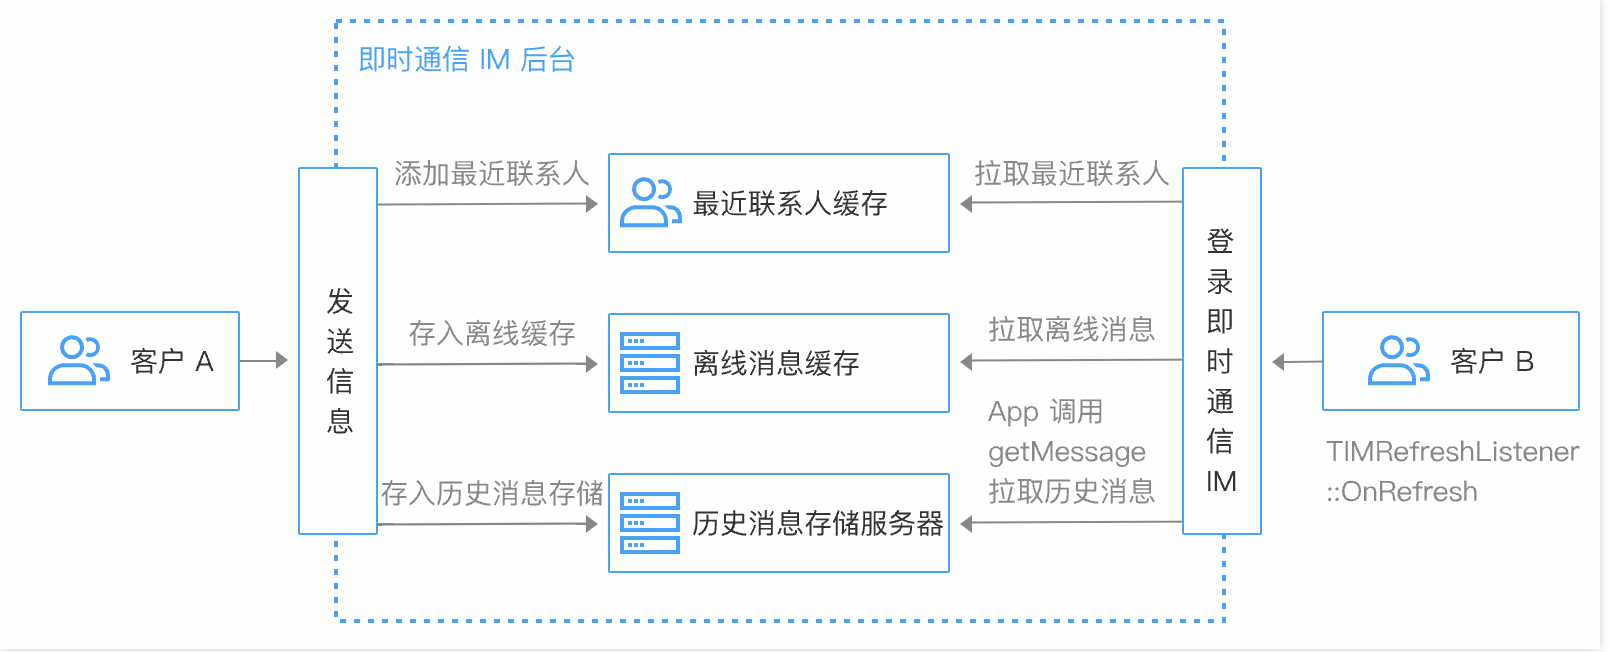 即时通信 IM 后台
添加最近联系人
最近联系人缓存
拉取最近联系人
客户 A
发送信息
存入离线缓存
离线消息缓存
拉取离线消息
登录即时通信IM
客户 B
App 调用
getMessage
拉取历史消息
存入历史消息存储
历史消息存储服务器
TIMRefreshListener
::OnRefresh